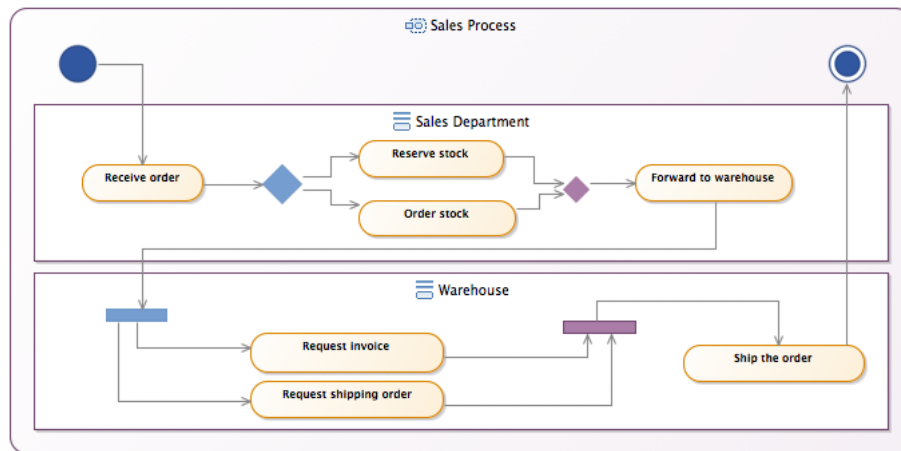 Sales Process
Sales Department
Receive order
Reserve stock
Order stock
Forward to warehouse
Warehouse
Request invoice
Request shipping order
Ship the order